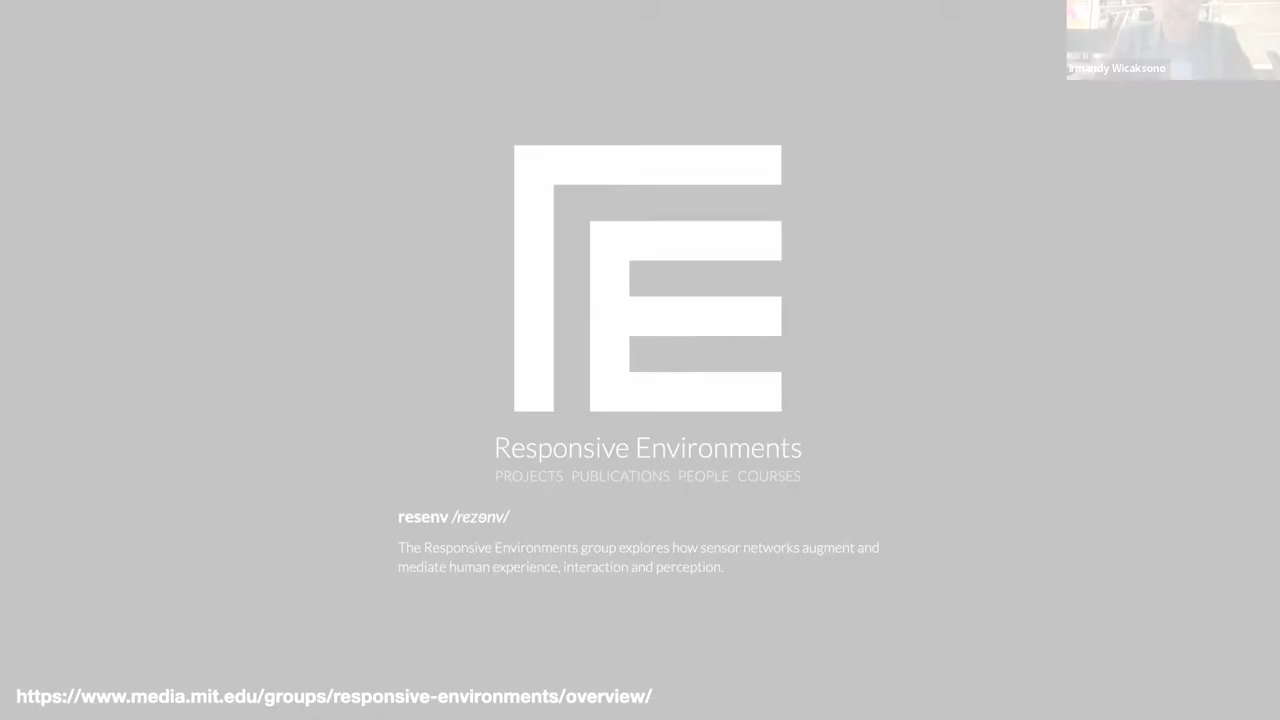 Irmandy Wicaksono
Responsive Environments
PROJECTS PUBLICATIONS PEOPLE COURSES
resenv /rezɘnv/
The Responsive Environments group explores how sensor networks augment and
mediate human experience, interaction and perception.
https://www.media.mit.edu/groups/responsive-environments/overview/